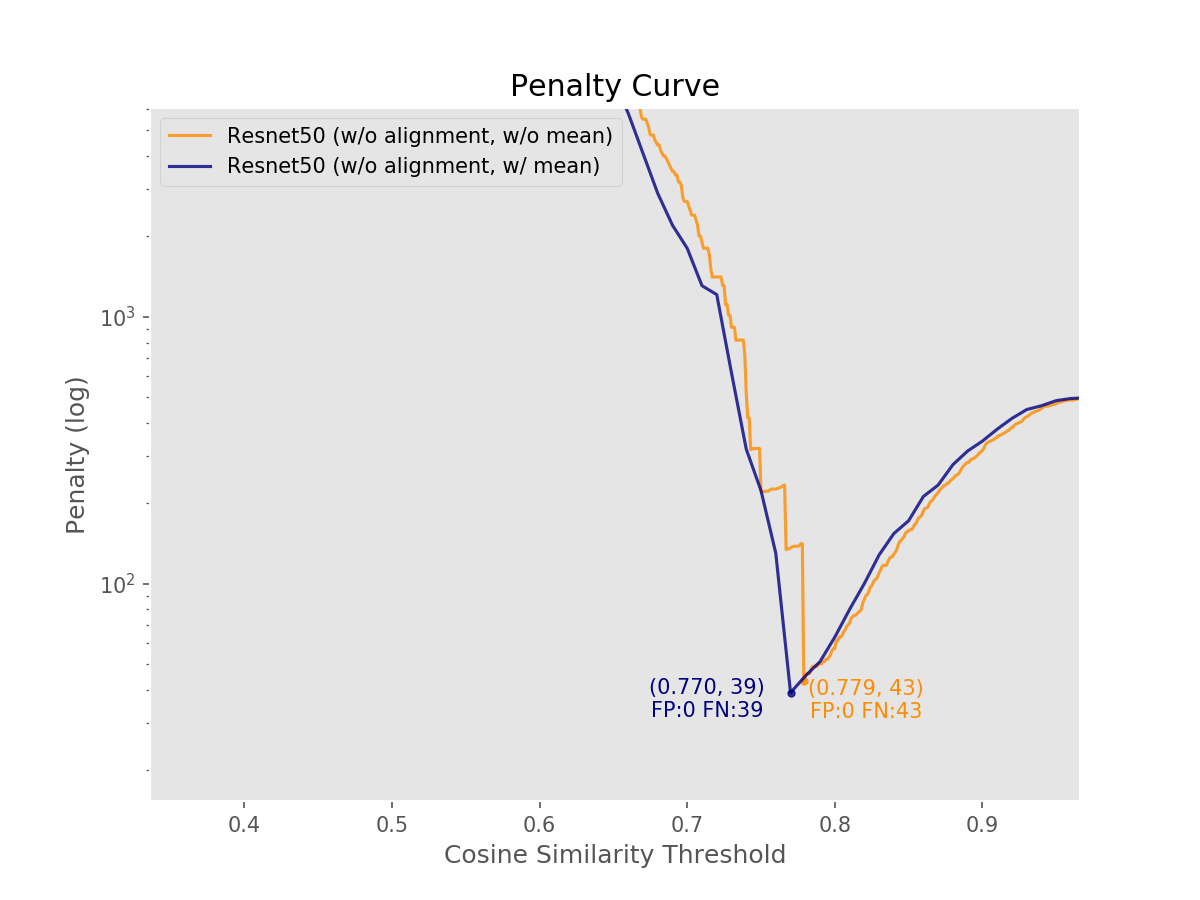 Penalty Curve
Resnet50 (w/o alignment, w/o mean)
Resnet50 (w/o alignment, w/ mean)
Penalty (log)
10³
10²
(0.770, 39)
FP:0 FN:39
(0.779, 43)
FP:0 FN:43
0.4 0.5 0.6 0.7 0.8 0.9
Cosine Similarity Threshold